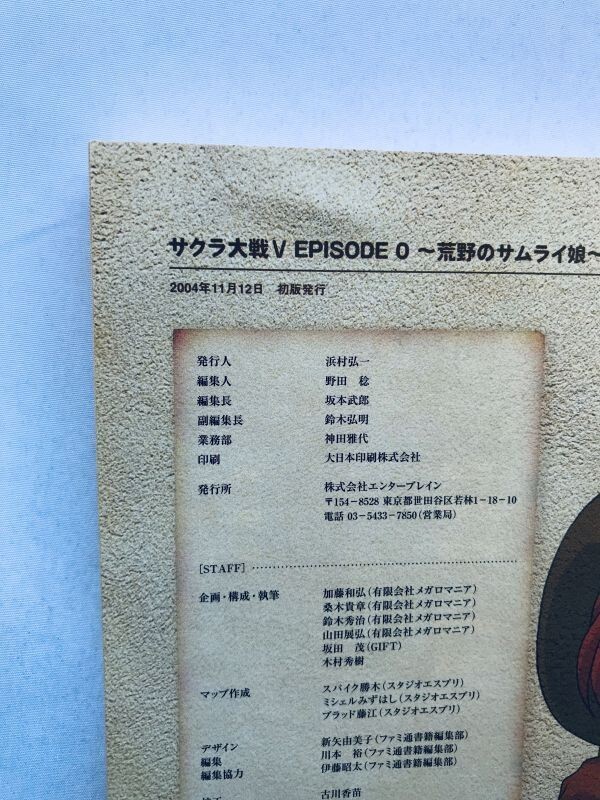 サクラ大戦V EPISODE 0 〜荒野のサムライ娘〜
2004年11月12日 初版発行
発行人 浜村弘一
編集人 野田 稔
編集長 坂本武郎
副編集長 鈴木弘明
業務部 神田雅代
印刷 大日本印刷株式会社
発行所 株式会社エンターブレイン
〒154-8528 東京都世田谷区若林1-18-10
電話 03-5433-7850(営業局)
[STAFF]
企画・構成・執筆 加藤和弘(有限会社メガロマニア)
桑木貴章(有限会社メガロマニア)
鈴木秀治(有限会社メガロマニア)
山田展弘(有限会社メガロマニア)
坂田 茂(GIFT)
木村秀樹
マップ作成 スパイク勝木(スタジオエスプリ)
ミシェルみずはし(スタジオエスプリ)
ブラッド藤江(スタジオエスプリ)
デザイン 新矢由美子(ファミ通書籍編集部)
編集 川本 裕(ファミ通書籍編集部)
編集協力 伊藤昭太(ファミ通書籍編集部)
古川香苗